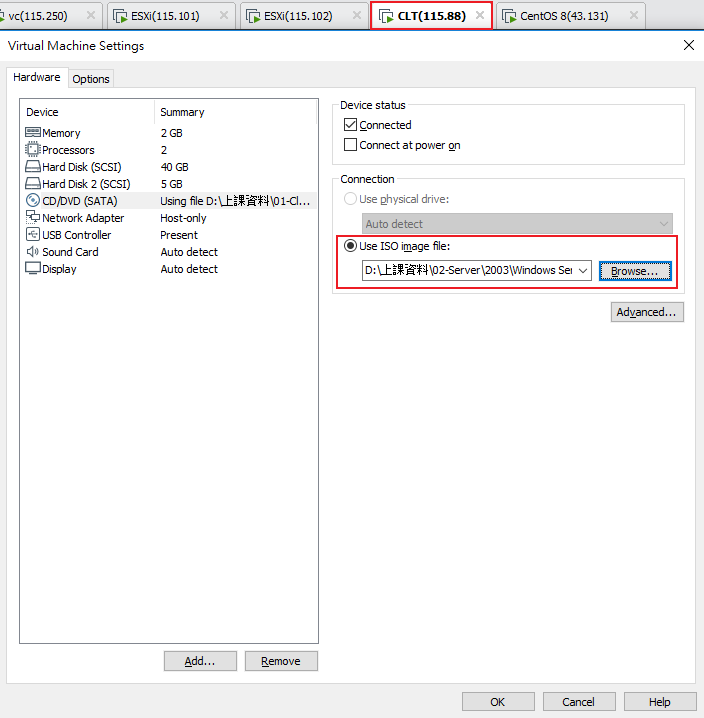 vc(115.250)
ESXi(115.101)
ESXi(115.102)
CLT(115.88)
CentOS 8(43.131)
Virtual Machine Settings
Hardware Options
Device Summary
Memory 2 GB
Processors 2
Hard Disk (SCSI) 40 GB
Hard Disk 2 (SCSI) 5 GB
CD/DVD (SATA) Using file D:\上課資料\01-Cl...
Network Adapter Host-only
USB Controller Present
Sound Card Auto detect
Display Auto detect
Add...
Remove
Device status
Connected
Connect at power on
Connection
Use physical drive:
Auto detect
Use ISO image file:
D:\上課資料\02-Server\2003\Windows Ser
Browse...
Advanced...
OK
Cancel
Help